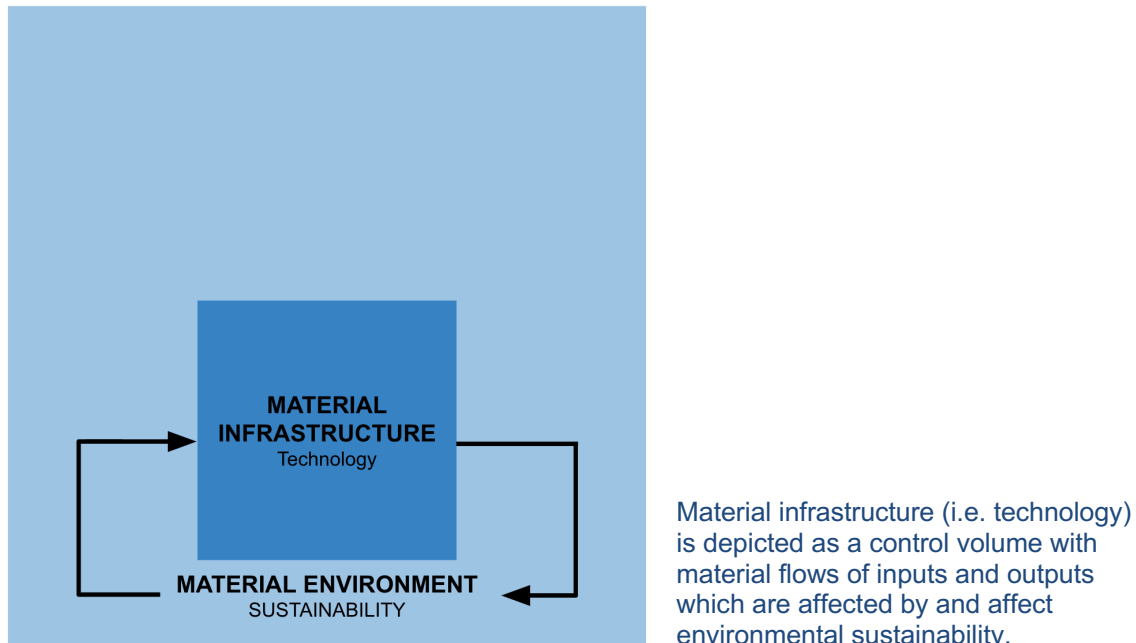 MATERIAL
INFRASTRUCTURE
Technology
MATERIAL ENVIRONMENT
SUSTAINABILITY
Material infrastructure (i.e. technology)
is depicted as a control volume with
material flows of inputs and outputs
which are affected by and affect
environmental sustainability.